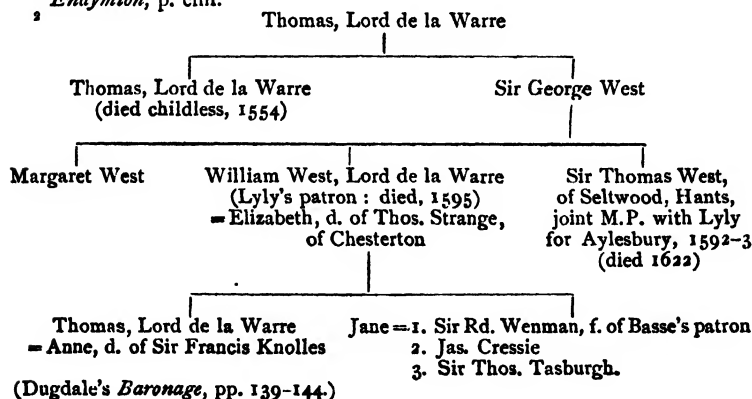 Endymion, p. clii.
² Thomas, Lord de la Warre
Thomas, Lord de la Warre
(died childless, 1554)
Sir George West
Margaret West
William West, Lord de la Warre
(Lyly's patron : died, 1595)
= Elizabeth, d. of Thos. Strange,
of Chesterton
Sir Thomas West,
of Seltwood, Hants,
joint M.P. with Lyly
for Aylesbury, 1592-3
(died 1622)
Thomas, Lord de la Warre
= Anne, d. of Sir Francis Knolles
Jane = 1. Sir Rd. Wenman, f. of Basse's patron
2. Jas. Cressie
3. Sir Thos. Tasburgh.
(Dugdale's Baronage, pp. 139-144.)